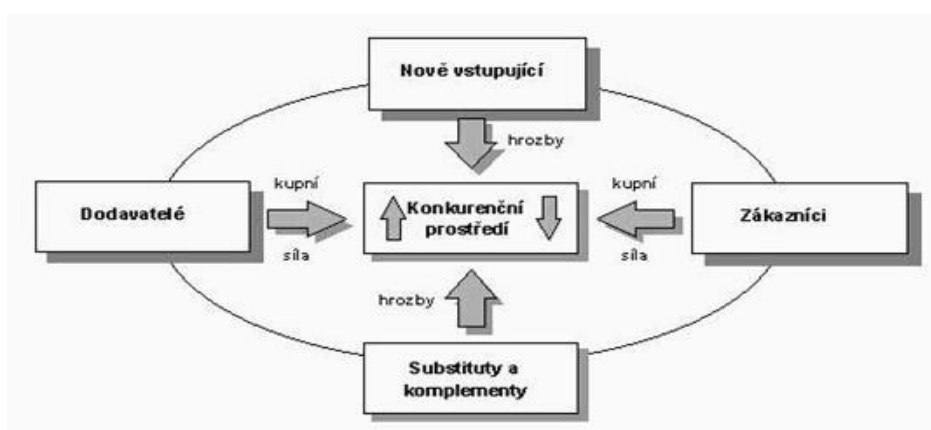 Nově vstupující
hrozby
kupní
kupní
Dodavatelé
Konkurenční
prostředí
Zákazníci
síla
síla
hrozby
Substituty a
komplementy